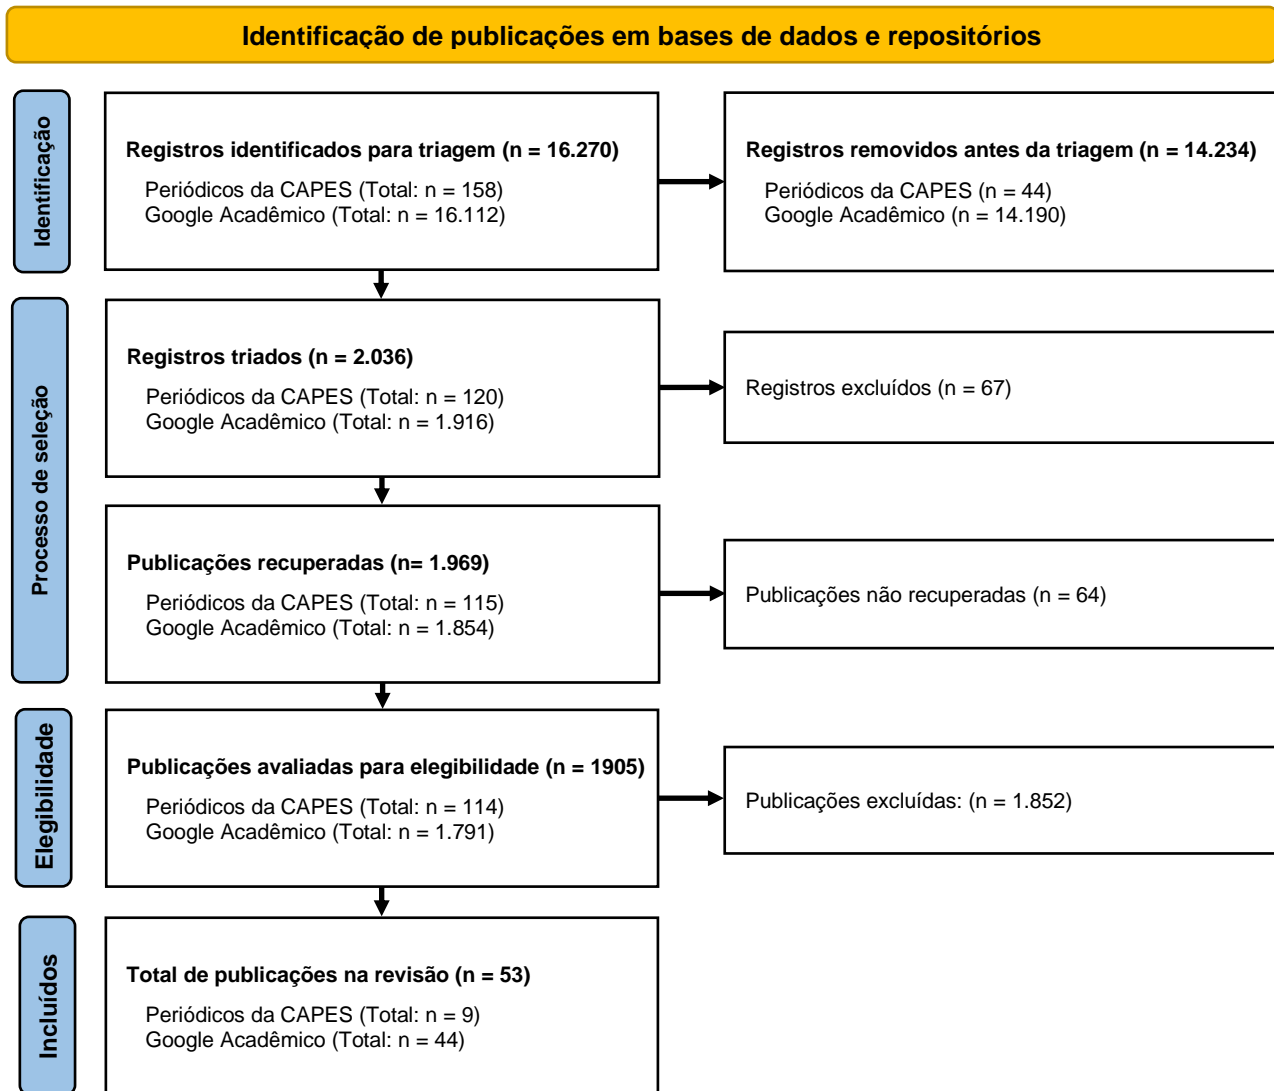 Identificação de publicações em bases de dados e repositórios
Identificação
Registros identificados para triagem (n = 16.270)
Periódicos da CAPES (Total: n = 158)
Google Acadêmico (Total: n = 16.112)
Registros removidos antes da triagem (n = 14.234)
Periódicos da CAPES (n = 44)
Google Acadêmico (n = 14.190)
Processo de seleção
Registros triados (n = 2.036)
Periódicos da CAPES (Total: n = 120)
Google Acadêmico (Total: n = 1.916)
Registros excluídos (n = 67)
Publicações recuperadas (n= 1.969)
Periódicos da CAPES (Total: n = 115)
Google Acadêmico (Total: n = 1.854)
Publicações não recuperadas (n = 64)
Elegibilidade
Publicações avaliadas para elegibilidade (n = 1905)
Periódicos da CAPES (Total: n = 114)
Google Acadêmico (Total: n = 1.791)
Publicações excluídas: (n = 1.852)
Incluídos
Total de publicações na revisão (n = 53)
Periódicos da CAPES (Total: n = 9)
Google Acadêmico (Total: n = 44)